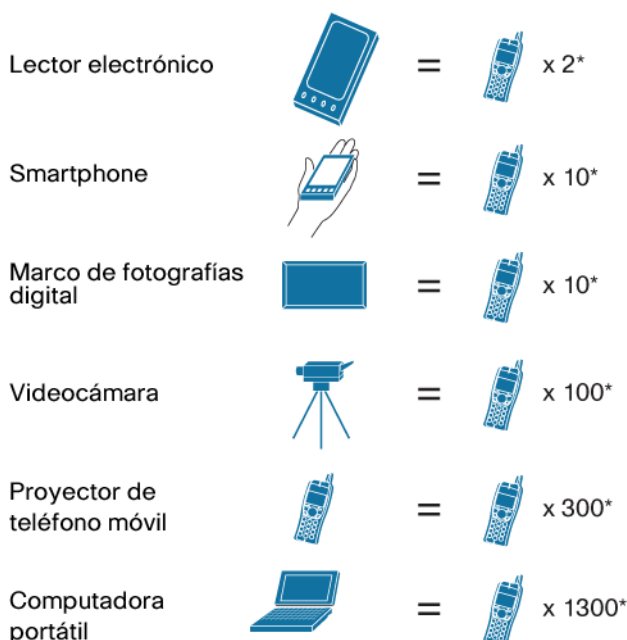 Lector electrónico = x 2*
Smartphone = x 10*
Marco de fotografías
digital = x 10*
Videocámara = x 100*
Proyector de
teléfono móvil = x 300*
Computadora
portátil = x 1300*